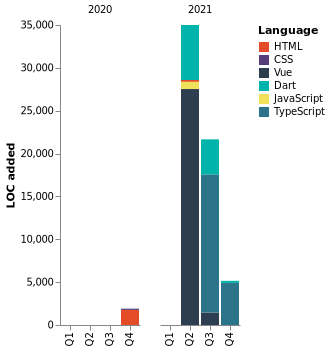 2020 2021
Language
HTML
CSS
Vue
Dart
JavaScript
TypeScript
LOC added
35,000
30,000
25,000
20,000
15,000
10,000
5,000
0
Q1 Q2 Q3 Q4 Q1 Q2 Q3 Q4